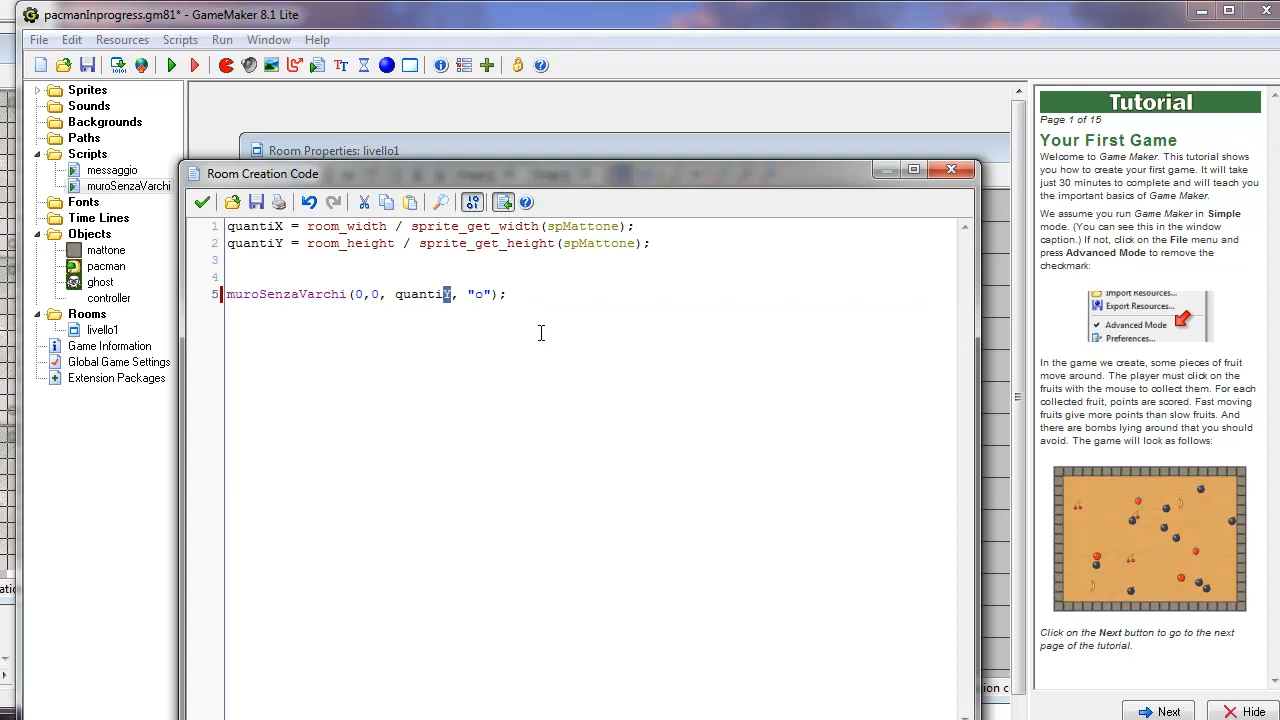 pacmanInprogress.gm81* - GameMaker 8.1 Lite
File Edit Resources Scripts Run Window Help
Sprites
Sounds
Backgrounds
Paths
Scripts
messaggio
muroSenzaVarchi
Fonts
Time Lines
Objects
mattone
pacman
ghost
controller
Rooms
livello1
Game Information
Global Game Settings
Extension Packages
Room Properties: livello1
Room Creation Code
1 quantiX = room_width / sprite_get_width(spMattone);
2 quantiY = room_height / sprite_get_height(spMattone);
3
4
5 muroSenzaVarchi(0,0, quantiY, "o");
Tutorial
Page 1 of 15
Your First Game
Welcome to Game Maker. This tutorial shows
you how to create your first game. It will take
just 30 minutes to complete and will teach you
the important basics of Game Maker.
We assume you run Game Maker in Simple
mode. (You can see this in the window
caption.) If not, click on the File menu and
press Advanced Mode to remove the
checkmark:
Import Resources...
Export Resources...
Advanced Mode
Preferences...
In the game we create, some pieces of fruit
move around. The player must click on the
fruits with the mouse to collect them. For each
collected fruit, points are scored. Fast moving
fruits give more points than slow fruits. And
there are bombs lying around that you should
avoid. The game will look as follows:
Click on the Next button to go to the next
page of the tutorial.
Next Hide